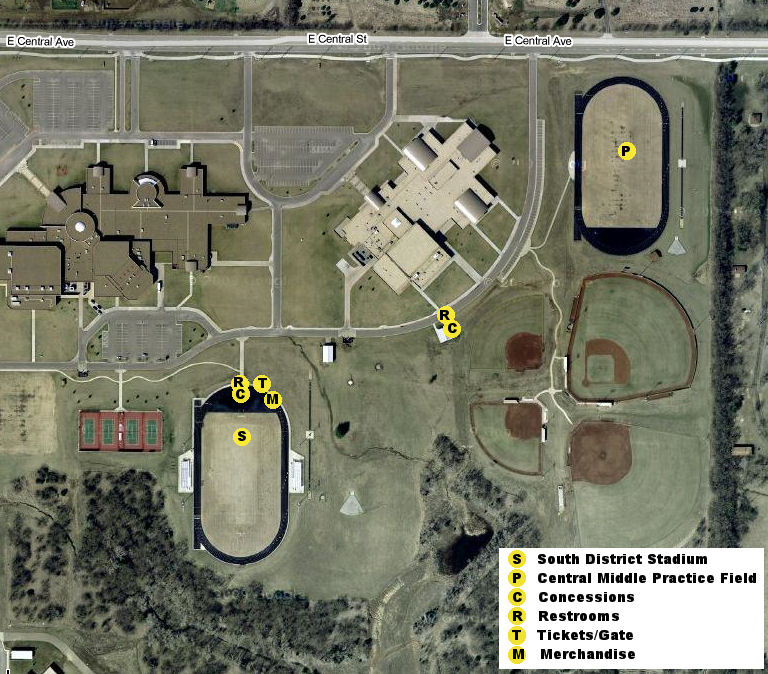 E Central Ave
E Central St
E Central Ave
P
R
C
R
T
C
M
S
S South District Stadium
P Central Middle Practice Field
C Concessions
R Restrooms
T Tickets/Gate
M Merchandise